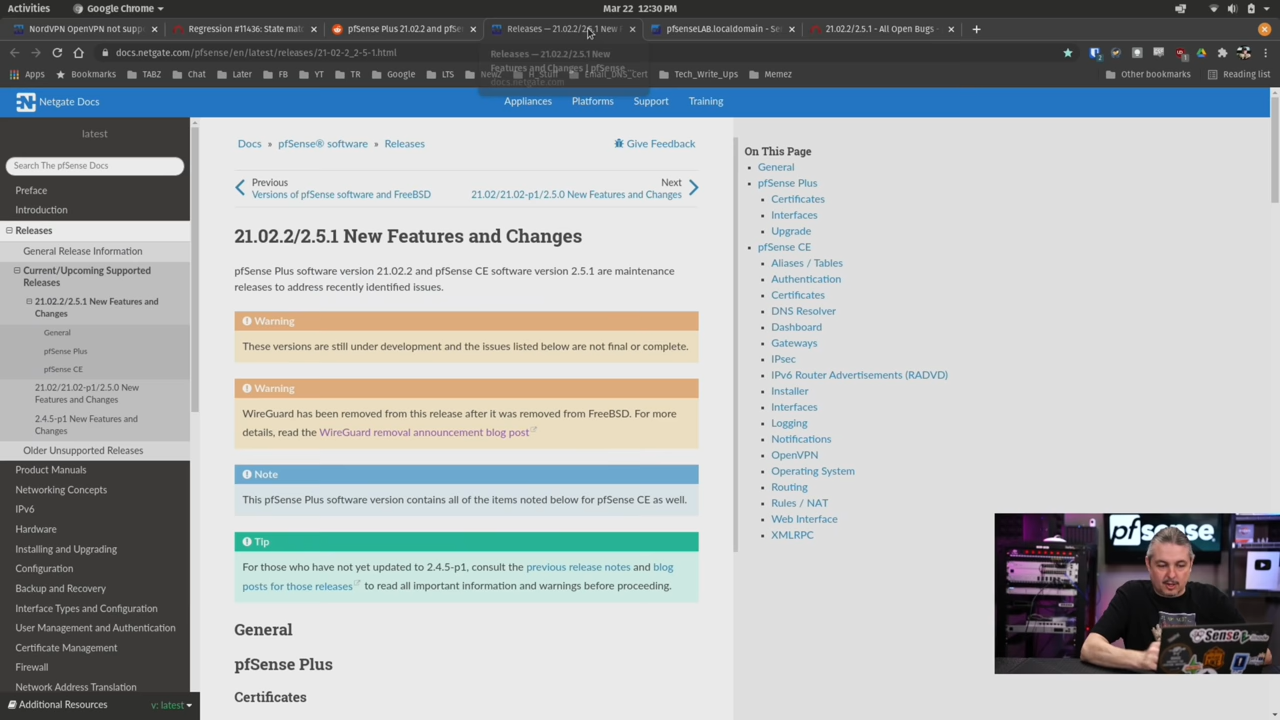 Activities
Google Chrome
Mar 22 12:30 PM
NordVPN OpenVPN not supp
Regression #11436: State mat
pfSense Plus 21.02.2 and pfSe
Releases — 21.02.2/2.5.1 New F
pfsenseLAB.localdomain - Se
21.02.2/2.5.1 - All Open Bugs -
docs.netgate.com/pfsense/en/latest/releases/21-02-2_2-5-1.html
Releases — 21.02.2/2.5.1 New
Features and Changes | pfSense
docs.netgate.com
Apps
Bookmarks
TABZ
Chat
Later
FB
YT
TR
Google
LTS
Tech_Write_Ups
Memez
Other bookmarks
Reading list
Netgate Docs
Appliances
Platforms
Support
Training
latest
Search The pfSense Docs
Preface
Introduction
Releases
General Release Information
Current/Upcoming Supported
Releases
21.02.2/2.5.1 New Features and
Changes
General
pfSense Plus
pfSense CE
21.02/21.02-p1/2.5.0 New
Features and Changes
2.4.5-p1 New Features and
Changes
Older Unsupported Releases
Product Manuals
Networking Concepts
IPv6
Hardware
Installing and Upgrading
Configuration
Backup and Recovery
Interface Types and Configuration
User Management and Authentication
Certificate Management
Firewall
Network Address Translation
Additional Resources
v: latest
Docs » pfSense® software » Releases
Give Feedback
Previous
Versions of pfSense software and FreeBSD
Next
21.02/21.02-p1/2.5.0 New Features and Changes
21.02.2/2.5.1 New Features and Changes
pfSense Plus software version 21.02.2 and pfSense CE software version 2.5.1 are maintenance
releases to address recently identified issues.
Warning
These versions are still under development and the issues listed below are not final or complete.
Warning
WireGuard has been removed from this release after it was removed from FreeBSD. For more
details, read the WireGuard removal announcement blog post
Note
This pfSense Plus software version contains all of the items noted below for pfSense CE as well.
Tip
For those who have not yet updated to 2.4.5-p1, consult the previous release notes and blog
posts for those releases to read all important information and warnings before proceeding.
General
pfSense Plus
Certificates
On This Page
General
pfSense Plus
Certificates
Interfaces
Upgrade
pfSense CE
Aliases / Tables
Authentication
Certificates
DNS Resolver
Dashboard
Gateways
IPsec
IPv6 Router Advertisements (RADVD)
Installer
Interfaces
Logging
Notifications
OpenVPN
Operating System
Routing
Rules / NAT
Web Interface
XMLRPC
pfsense